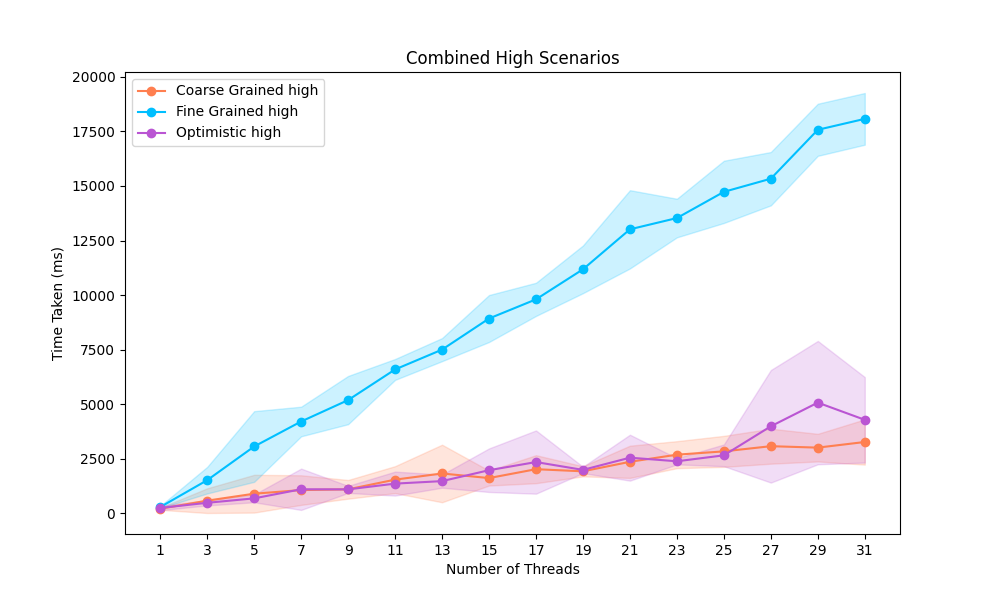 Combined High Scenarios
Coarse Grained high
Fine Grained high
Optimistic high
Time Taken (ms)
20000
17500
15000
12500
10000
7500
5000
2500
0
1 3 5 7 9 11 13 15 17 19 21 23 25 27 29 31
Number of Threads